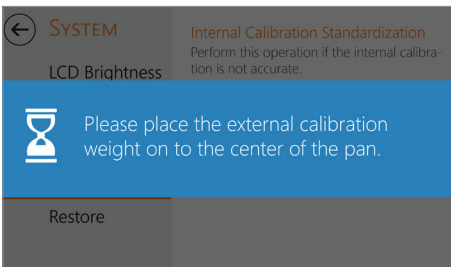 SYSTEM
Internal Calibration Standardization
Perform this operation if the internal calibra-
tion is not accurate.
LCD Brightness
Please place the external calibration
weight on to the center of the pan.
Restore